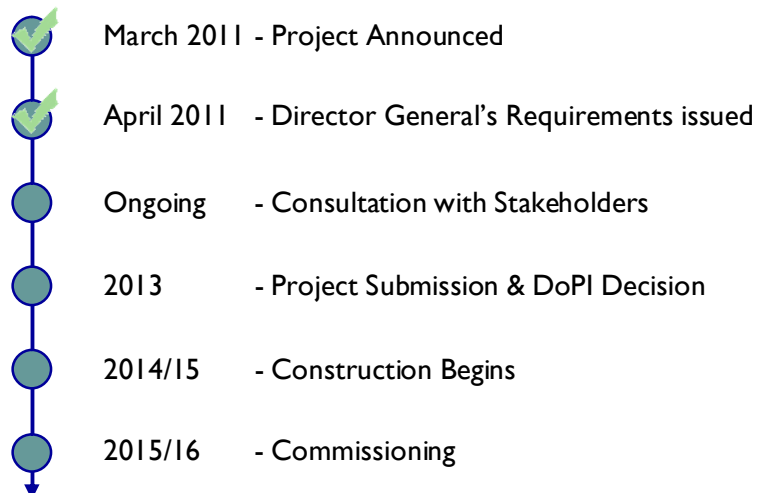 March 2011 - Project Announced
April 2011 - Director General's Requirements issued
Ongoing - Consultation with Stakeholders
2013 - Project Submission & DoPI Decision
2014/15 - Construction Begins
2015/16 - Commissioning